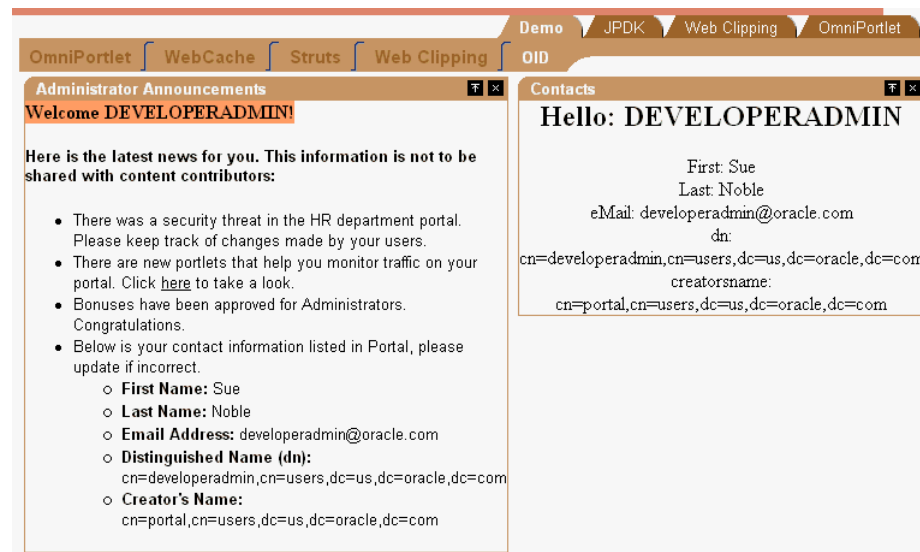 Demo JPDK Web Clipping OmniPortlet
OmniPortlet WebCache Struts Web Clipping OID
Administrator Announcements
Welcome DEVELOPERADMIN!
Here is the latest news for you. This information is not to be
shared with content contributors:
There was a security threat in the HR department portal.
Please keep track of changes made by your users.
There are new portlets that help you monitor traffic on your
portal. Click here to take a look.
Bonuses have been approved for Administrators.
Congratulations.
Below is your contact information listed in Portal, please
update if incorrect.
First Name: Sue
Last Name: Noble
Email Address: developeradmin@oracle.com
Distinguished Name (dn):
cn=developeradmin,cn=users,dc=us,dc=oracle,dc=com
Creator's Name:
cn=portal,cn=users,dc=us,dc=oracle,dc=com
Contacts
Hello: DEVELOPERADMIN
First: Sue
Last: Noble
eMail: developeradmin@oracle.com
dn:
cn=developeradmin,cn=users,dc=us,dc=oracle,dc=com
creatorsname:
cn=portal,cn=users,dc=us,dc=oracle,dc=com